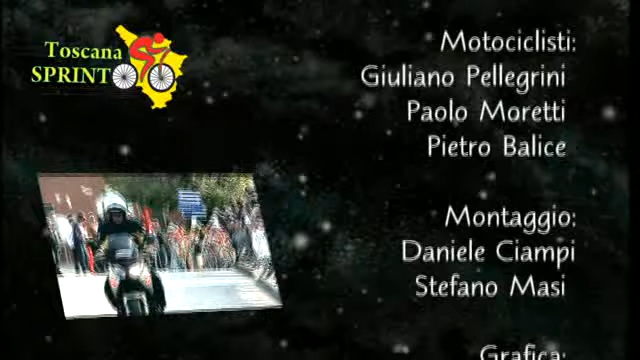 Toscana
SPRINT
Motociclisti:
Giuliano Pellegrini
Paolo Moretti
Pietro Balice
Montaggio:
Daniele Ciampi
Stefano Masi
Grafica: